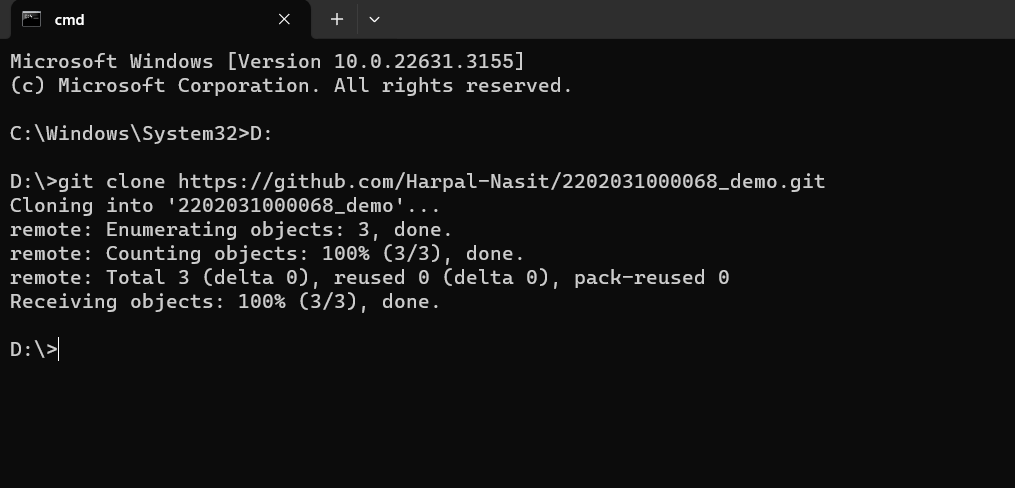 cmd
Microsoft Windows [Version 10.0.22631.3155]
(c) Microsoft Corporation. All rights reserved.
C:\Windows\System32>D:
D:\>git clone https://github.com/Harpal-Nasit/2202031000068_demo.git
Cloning into '2202031000068_demo'...
remote: Enumerating objects: 3, done.
remote: Counting objects: 100% (3/3), done.
remote: Total 3 (delta 0), reused 0 (delta 0), pack-reused 0
Receiving objects: 100% (3/3), done.
D:\>